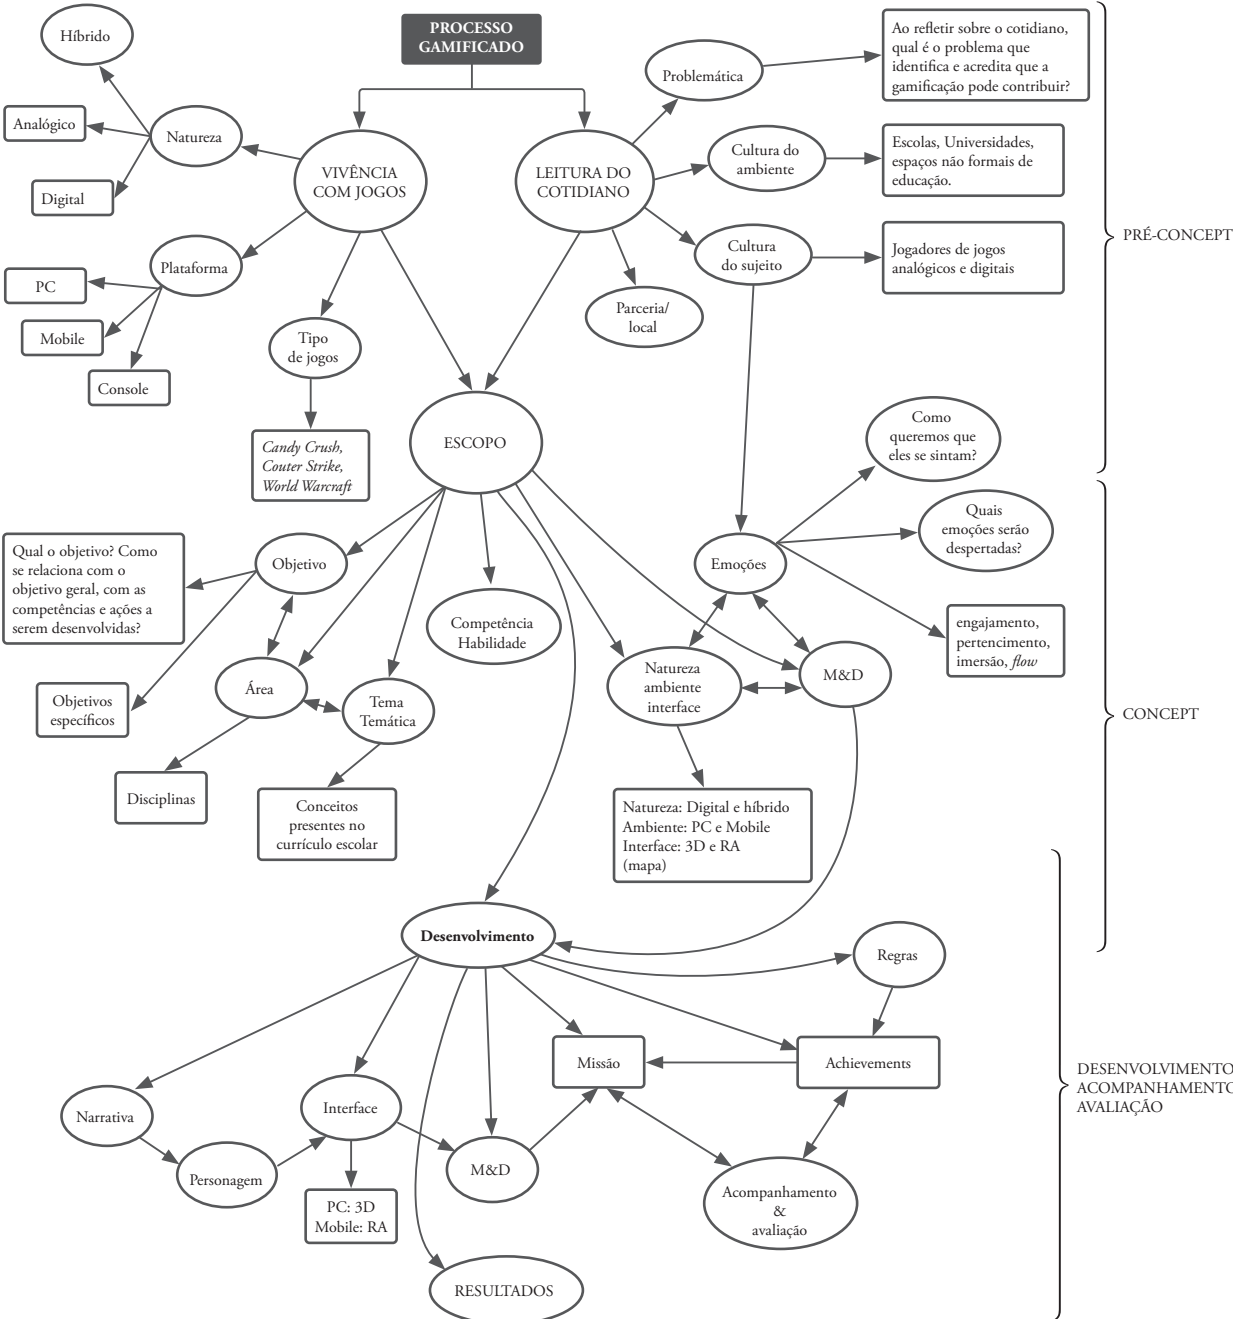 PROCESSO
GAMIFICADO
Híbrido
Analógico
Natureza
Digital
VIVÊNCIA
COM JOGOS
LEITURA DO
COTIDIANO
Problemática
Ao refletir sobre o cotidiano,
qual é o problema que
identifica e acredita que a
gamificação pode contribuir?
Cultura do
ambiente
Escolas, Universidades,
espaços não formais de
educação.
Cultura
do sujeito
Jogadores de jogos
analógicos e digitais
PRÉ-CONCEPT
Plataforma
PC
Mobile
Console
Tipo
de jogos
Parceria/
local
Candy Crush,
Couter Strike,
World Warcraft
ESCOPO
Como
queremos que
eles se sintam?
Quais
emoções serão
despertadas?
Emoções
engajamento,
pertencimento,
imersão, flow
Qual o objetivo? Como
se relaciona com o
objetivo geral, com as
competências e ações a
serem desenvolvidas?
Objetivo
Competência
Habilidade
Objetivos
específicos
Área
Tema
Temática
Natureza
ambiente
interface
M&D
CONCEPT
Disciplinas
Conceitos
presentes no
currículo escolar
Natureza: Digital e híbrido
Ambiente: PC e Mobile
Interface: 3D e RA
(mapa)
Desenvolvimento
Regras
Missão
Achievements
DESENVOLVIMENTO
ACOMPANHAMENTO
AVALIAÇÃO
Narrativa
Interface
Personagem
M&D
PC: 3D
Mobile: RA
Acompanhamento
&
avaliação
RESULTADOS